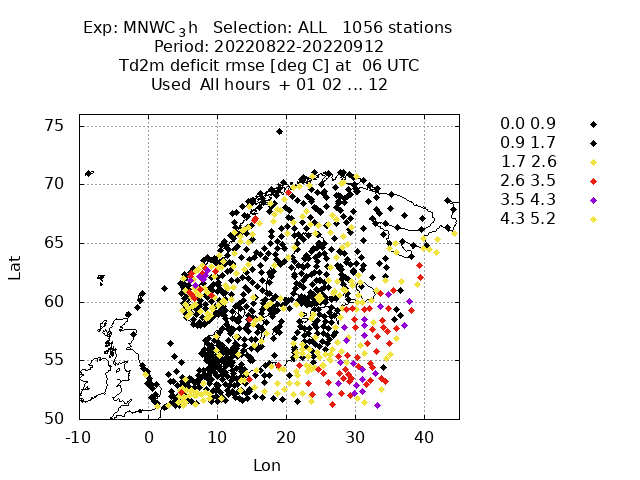 Exp: MNWC3h   Selection: ALL   1056 stations
Period: 20220822-20220912
Td2m deficit rmse [deg C] at  06 UTC
Used  All hours  + 01 02 ... 12
0.0 0.9
0.9 1.7
1.7 2.6
2.6 3.5
3.5 4.3
4.3 5.2
75
70
65
60
55
50
Lat
-10 0 10 20 30 40
Lon